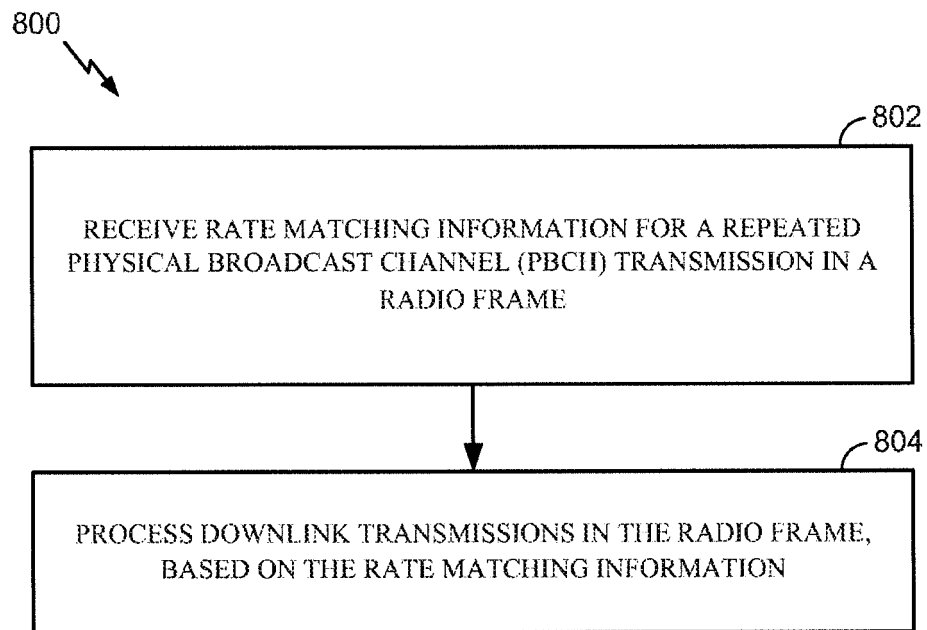 800
802
RECEIVE RATE MATCHING INFORMATION FOR A REPEATED
PHYSICAL BROADCAST CHANNEL (PBCH) TRANSMISSION IN A
RADIO FRAME
804
PROCESS DOWNLINK TRANSMISSIONS IN THE RADIO FRAME,
BASED ON THE RATE MATCHING INFORMATION